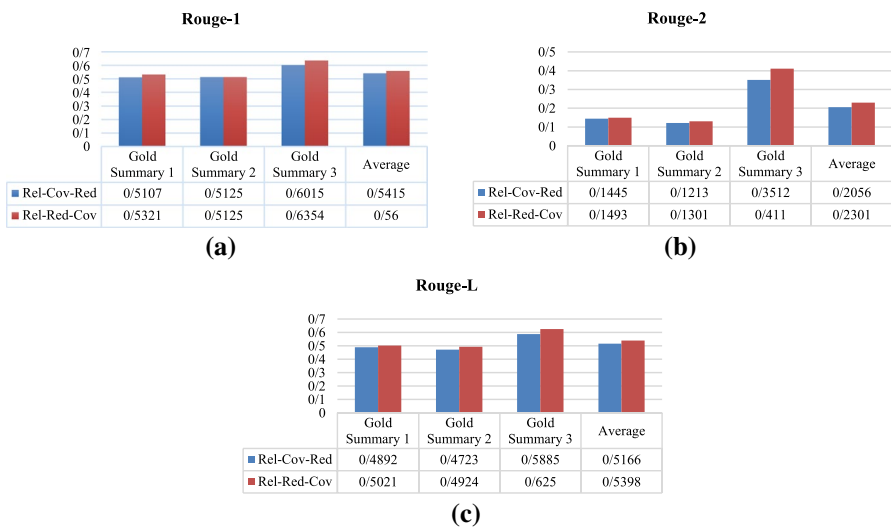 Rouge-1
0/7
0/6
0/5
0/4
0/3
0/2
0/1
0
Gold Summary 1 Gold Summary 2 Gold Summary 3 Average
Rel-Cov-Red 0/5107 0/5125 0/6015 0/5415
Rel-Red-Cov 0/5321 0/5125 0/6354 0/56
(a)
Rouge-2
0/5
0/4
0/3
0/2
0/1
0
Gold Summary 1 Gold Summary 2 Gold Summary 3 Average
Rel-Cov-Red 0/1445 0/1213 0/3512 0/2056
Rel-Red-Cov 0/1493 0/1301 0/411 0/2301
(b)
Rouge-L
0/7
0/6
0/5
0/4
0/3
0/2
0/1
0
Gold Summary 1 Gold Summary 2 Gold Summary 3 Average
Rel-Cov-Red 0/4892 0/4723 0/5885 0/5166
Rel-Red-Cov 0/5021 0/4924 0/625 0/5398
(c)